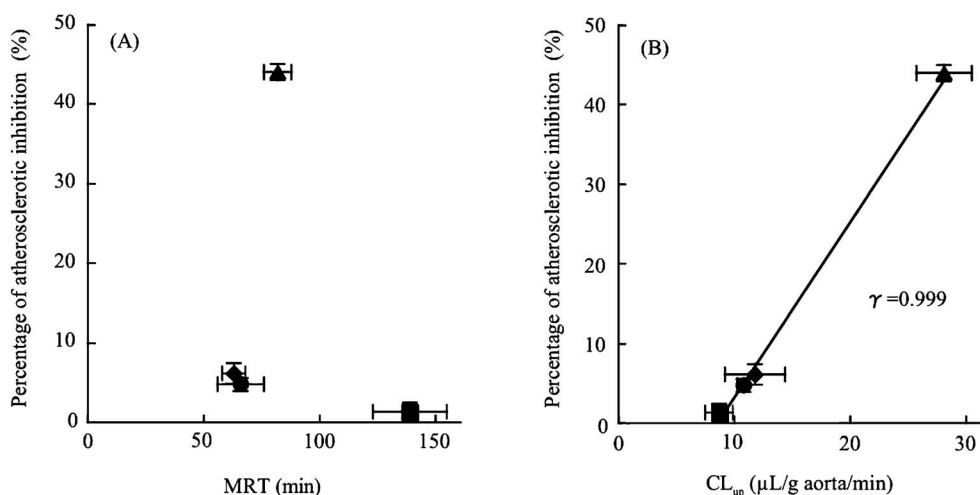 Percentage of atherosclerotic inhibition (%)
50
40
30
20
10
0
(A)
0
50
100
150
MRT (min)
Percentage of atherosclerotic inhibition (%)
50
40
30
20
10
0
(B)
γ =0.999
0
10
20
30
CLup (µL/g aorta/min)